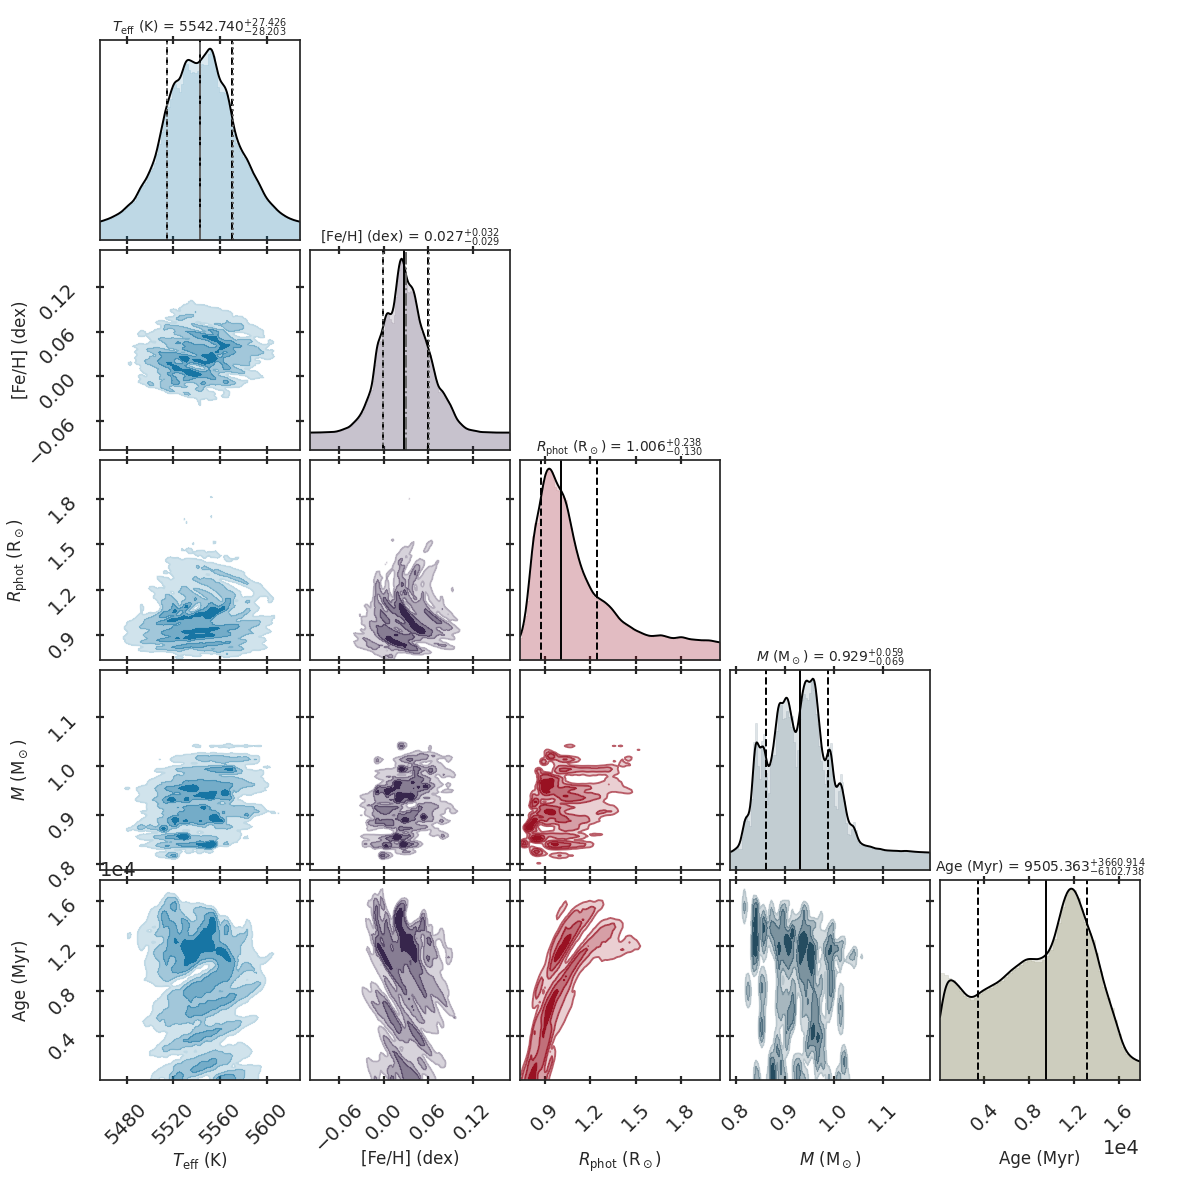 T_eff (K) = 5542.740 +27.426 −28.203
[Fe/H] (dex) = 0.027 +0.032 −0.029
[Fe/H] (dex)
0.12
0.06
0.00
−0.06
R_phot (R⊙) = 1.006 +0.238 −0.130
R_phot (R⊙)
1.8
1.5
1.2
0.9
M (M⊙) = 0.929 +0.059 −0.069
M (M⊙)
1.1
1.0
0.9
0.8
Age (Myr) = 9505.363 +3660.914 −6102.738
1e4
Age (Myr)
1.6
1.2
0.8
0.4
5480 5520 5560 5600 −0.06 0.00 0.06 0.12 0.9 1.2 1.5 1.8 0.8 0.9 1.0 1.1 0.4 0.8 1.2 1.6
1e4
T_eff (K) [Fe/H] (dex) R_phot (R⊙) M (M⊙) Age (Myr)